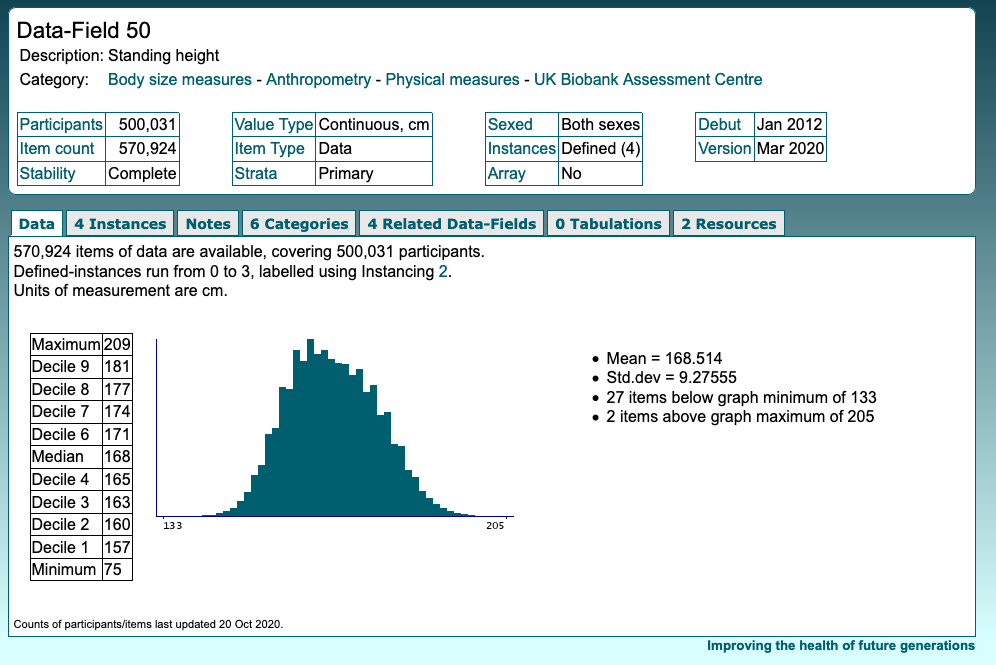 Data-Field 50
Description: Standing height
Category: Body size measures - Anthropometry - Physical measures - UK Biobank Assessment Centre
Participants 500,031 Value Type Continuous, cm Sexed Both sexes Debut Jan 2012
Item count 570,924 Item Type Data Instances Defined (4) Version Mar 2020
Stability Complete Strata Primary Array No
Data 4 Instances Notes 6 Categories 4 Related Data-Fields 0 Tabulations 2 Resources
570,924 items of data are available, covering 500,031 participants.
Defined-instances run from 0 to 3, labelled using Instancing 2.
Units of measurement are cm.
Maximum 209
Decile 9 181
Decile 8 177
Decile 7 174
Decile 6 171
Median 168
Decile 4 165
Decile 3 163
Decile 2 160
Decile 1 157
Minimum 75
133 205
• Mean = 168.514
• Std.dev = 9.27555
• 27 items below graph minimum of 133
• 2 items above graph maximum of 205
Counts of participants/items last updated 20 Oct 2020.
Improving the health of future generations